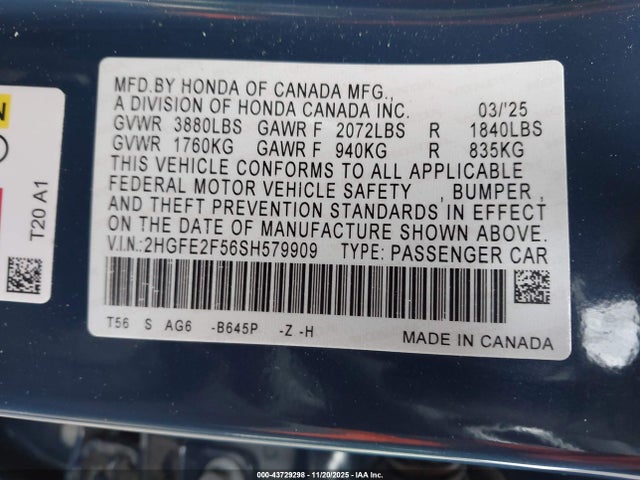 MFD.BY HONDA OF CANADA MFG.,
A DIVISION OF HONDA CANADA INC. 03/'25
GVWR 3880LBS GAWR F 2072LBS R 1840LBS
GVWR 1760KG GAWR F 940KG R 835KG
THIS VEHICLE CONFORMS TO ALL APPLICABLE
FEDERAL MOTOR VEHICLE SAFETY , BUMPER ,
AND THEFT PREVENTION STANDARDS IN EFFECT
ON THE DATE OF MANUFACTURE SHOWN ABOVE.
V.I.N.:2HGFE2F56SH579909 TYPE: PASSENGER CAR
T56 S AG6 -B645P -Z -H
MADE IN CANADA
N
T20 A1
000-43729298 - 11/20/2025 - IAA Inc.